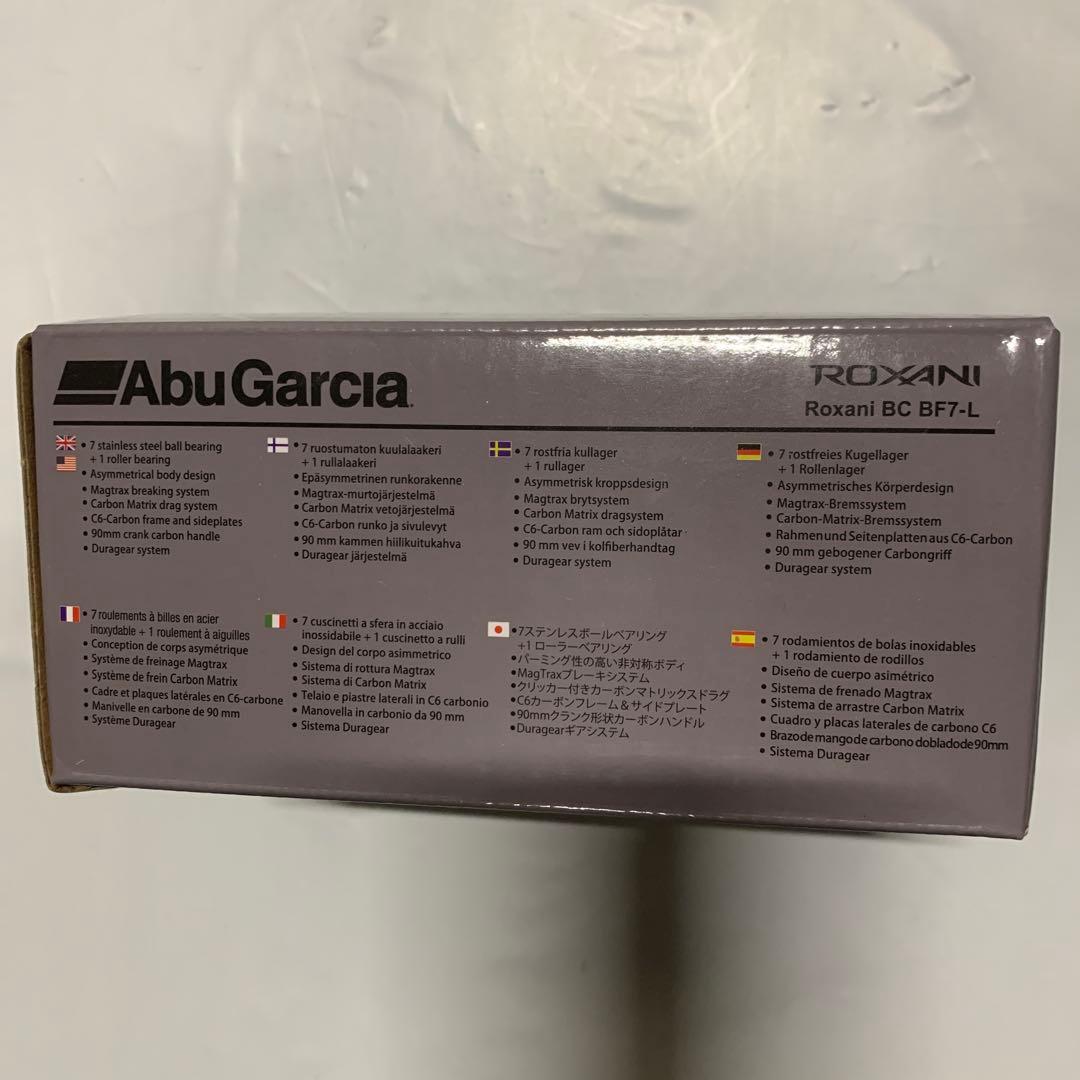 AbuGarcia
ROXANI
Roxani BC BF7-L
• 7 stainless steel ball bearing
+ 1 roller bearing
• Asymmetrical body design
• Magtrax breaking system
• Carbon Matrix drag system
• C6-Carbon frame and sideplates
• 90mm crank carbon handle
• Duragear system
• 7 ruostumaton kuulalaakeri
+ 1 rullalaakeri
• Epäsymmetrinen runkorakenne
• Magtrax-murtojärjestelmä
• Carbon Matrix vetojärjestelmä
• C6-Carbon runko ja sivulevyt
• 90 mm kammen hiilikuitukahva
• Duragear järjestelmä
• 7 rostfria kullager
+ 1 rullager
• Asymmetrisk kroppsdesign
• Magtrax brytsystem
• Carbon Matrix dragsystem
• C6-Carbon ram och sidoplåtar
• 90 mm vev i kolfiberhandtag
• Duragear system
• 7 rostfreies Kugellager
+ 1 Rollenlager
• Asymmetrisches Körperdesign
• Magtrax-Bremssystem
• Carbon-Matrix-Bremssystem
• Rahmen und Seitenplatten aus C6-Carbon
• 90 mm gebogener Carbongriff
• Duragear system
• 7 roulements à billes en acier
inoxydable + 1 roulement à aiguilles
• Conception de corps asymétrique
• Système de freinage Magtrax
• Système de frein Carbon Matrix
• Cadre et plaques latérales en C6-carbone
• Manivelle en carbone de 90 mm
• Système Duragear
• 7 cuscinetti a sfera in acciaio
inossidabile + 1 cuscinetto a rulli
• Design del corpo asimmetrico
• Sistema di rottura Magtrax
• Sistema di Carbon Matrix
• Telaio e piastre laterali in C6 carbonio
• Manovella in carbonio da 90 mm
• Sistema Duragear
•7ステンレスボールベアリング
+1 ローラーベアリング
•パーミング性の高い非対称ボディ
•MagTraxブレーキシステム
•クリッカー付きカーボンマトリックスドラグ
•C6カーボンフレーム＆サイドプレート
•90mmクランク形状カーボンハンドル
•Duragearギアシステム
• 7 rodamientos de bolas inoxidables
+ 1 rodamiento de rodillos
• Diseño de cuerpo asimétrico
• Sistema de frenado Magtrax
• Sistema de arrastre Carbon Matrix
• Cuadro y placas laterales de carbono C6
• Brazo de mango de carbono doblado de 90mm
• Sistema Duragear